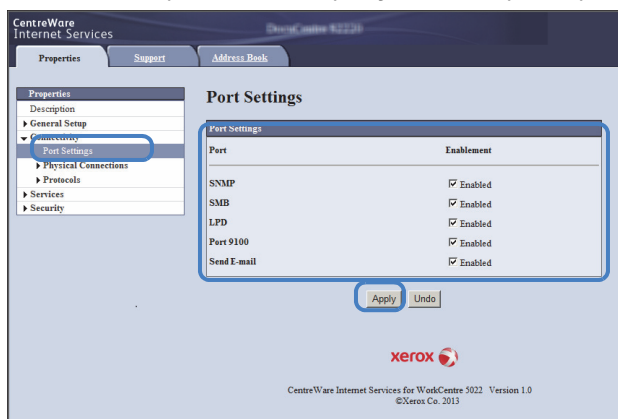 CentreWare
Internet Services
Properties
Support
Address Book
Properties
Description
General Setup
Connectivity
Port Settings
Physical Connections
Protocols
Services
Security
Port Settings
Port Settings
Port Enablement
SNMP Enabled
SMB Enabled
LPD Enabled
Port 9100 Enabled
Send E-mail Enabled
Apply Undo
xerox
CentreWare Internet Services for WorkCentre 5022 Version 1.0
©Xerox Co. 2013